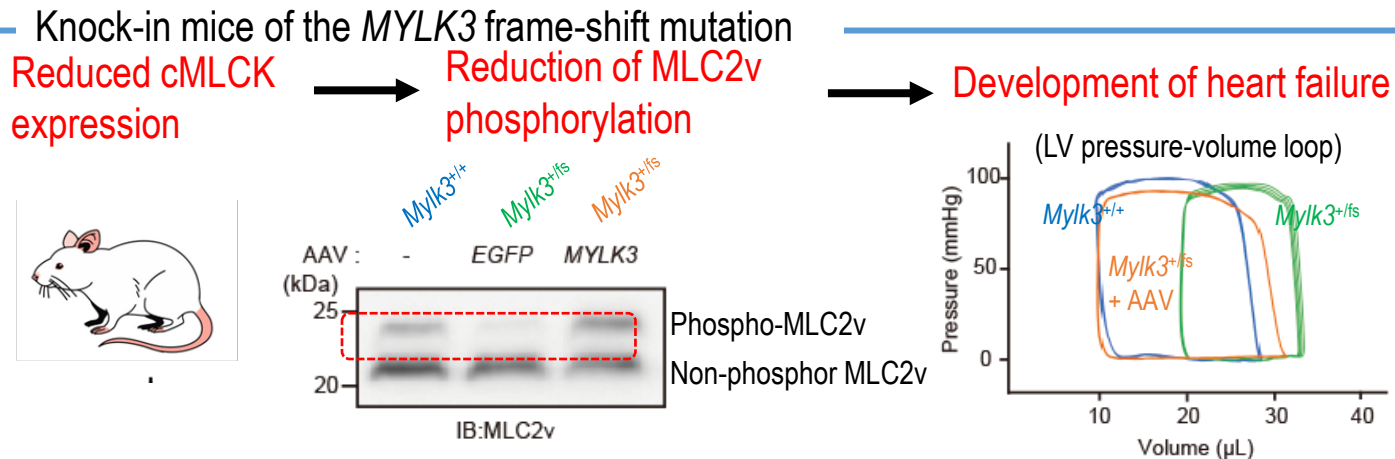 Knock-in mice of the MYLK3 frame-shift mutation
Reduced cMLCK
expression
Reduction of MLC2v
phosphorylation
Development of heart failure
Mylk3+/+
Mylk3+/fs
Mylk3+/fs
AAV : - EGFP MYLK3
(kDa)
25
20
Phospho-MLC2v
Non-phosphor MLC2v
IB:MLC2v
(LV pressure-volume loop)
Pressure (mmHg)
100
50
0
Mylk3+/+
Mylk3+/fs
Mylk3+/fs
+ AAV
10 20 30 40
Volume (µL)